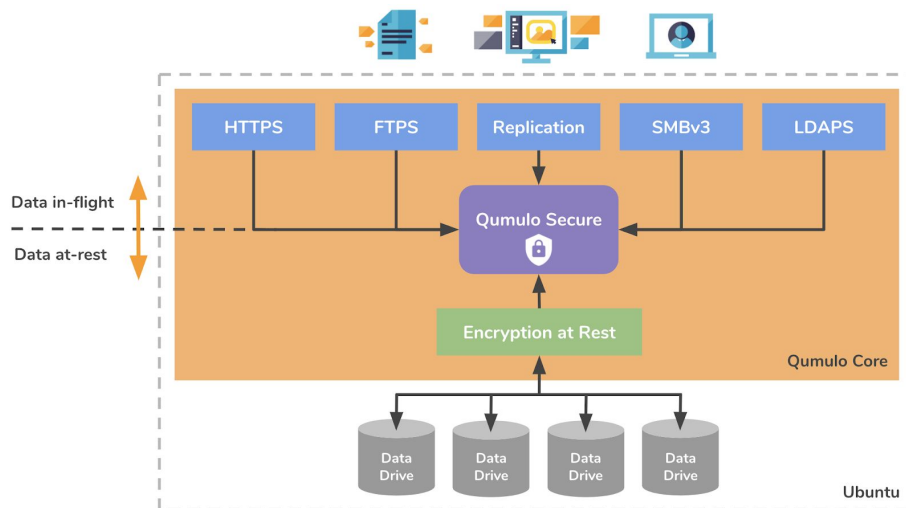 HTTPS
FTPS
Replication
SMBv3
LDAPS
Data in-flight
Data at-rest
Qumulo Secure
Encryption at Rest
Qumulo Core
Data
Drive
Data
Drive
Data
Drive
Data
Drive
Ubuntu